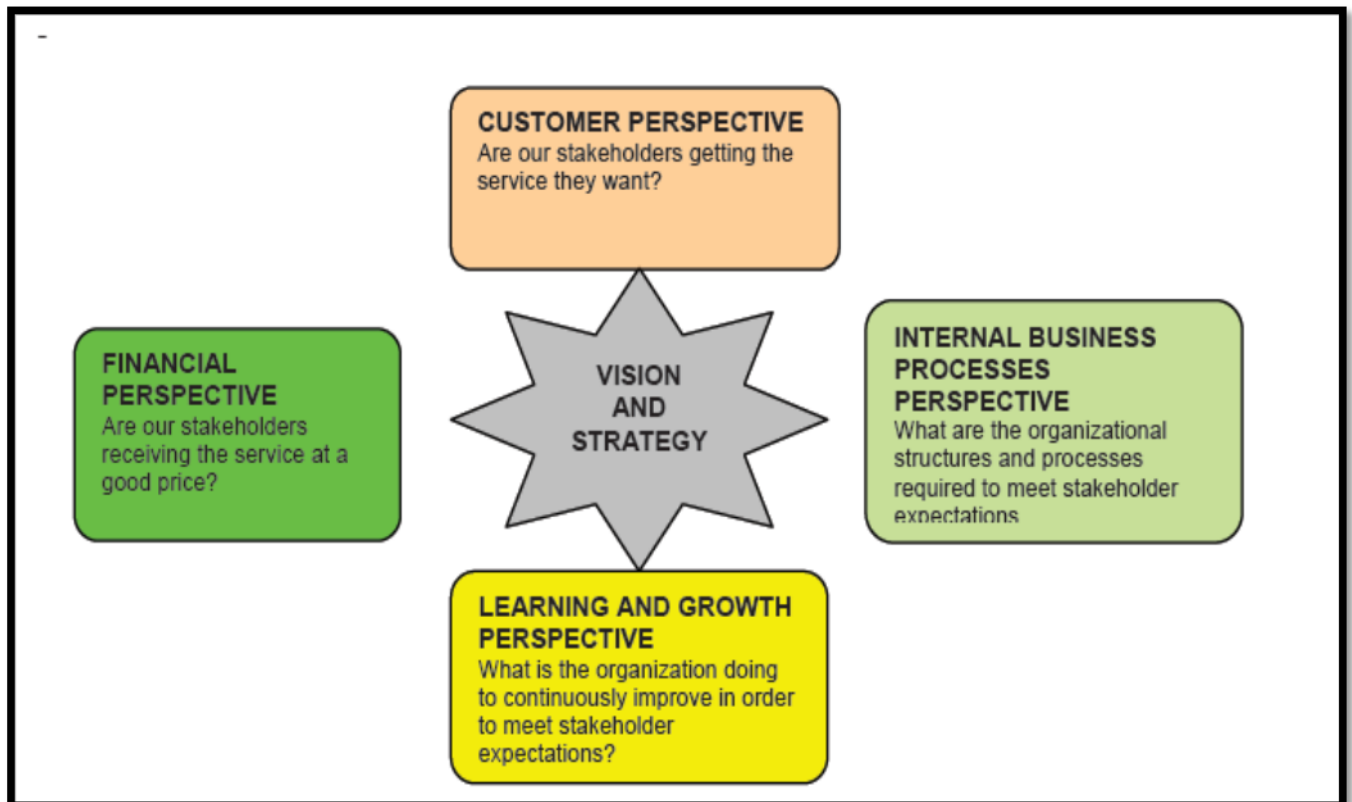 -
CUSTOMER PERSPECTIVE
Are our stakeholders getting the
service they want?
FINANCIAL
PERSPECTIVE
Are our stakeholders
receiving the service at a
good price?
VISION
AND
STRATEGY
INTERNAL BUSINESS
PROCESSES
PERSPECTIVE
What are the organizational
structures and processes
required to meet stakeholder
expectations
LEARNING AND GROWTH
PERSPECTIVE
What is the organization doing
to continuously improve in order
to meet stakeholder
expectations?